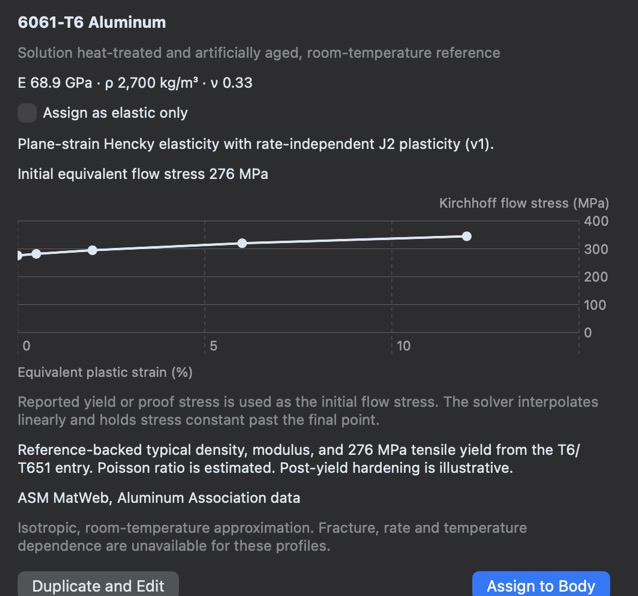 6061-T6 Aluminum
Solution heat-treated and artificially aged, room-temperature reference
E 68.9 GPa · ρ 2,700 kg/m³ · ν 0.33
Assign as elastic only
Plane-strain Hencky elasticity with rate-independent J2 plasticity (v1).
Initial equivalent flow stress 276 MPa
Kirchhoff flow stress (MPa)
400
300
200
100
0
0 5 10
Equivalent plastic strain (%)
Reported yield or proof stress is used as the initial flow stress. The solver interpolates
linearly and holds stress constant past the final point.
Reference-backed typical density, modulus, and 276 MPa tensile yield from the T6/
T651 entry. Poisson ratio is estimated. Post-yield hardening is illustrative.
ASM MatWeb, Aluminum Association data
Isotropic, room-temperature approximation. Fracture, rate and temperature
dependence are unavailable for these profiles.
Duplicate and Edit Assign to Body